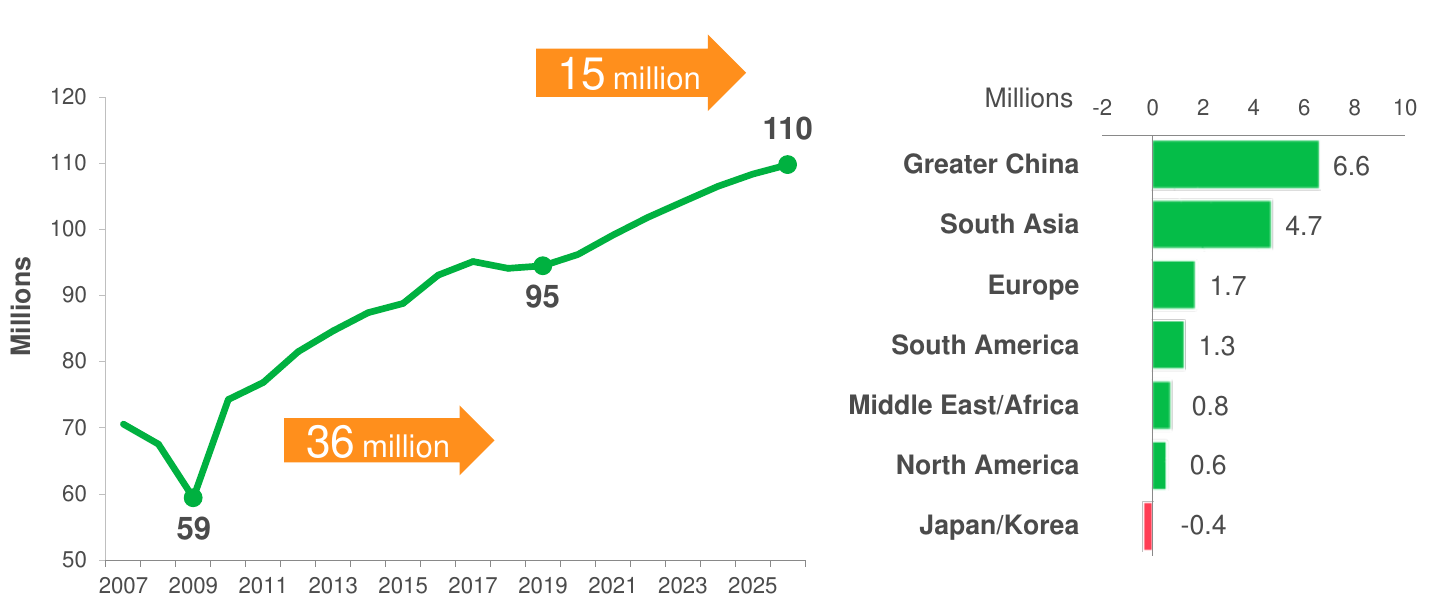 15 million
120
110
100
90
80
70
60
50
Millions
110
95
59
36 million
2007 2009 2011 2013 2015 2017 2019 2021 2023 2025
Millions -2 0 2 4 6 8 10
Greater China 6.6
South Asia 4.7
Europe 1.7
South America 1.3
Middle East/Africa 0.8
North America 0.6
Japan/Korea -0.4